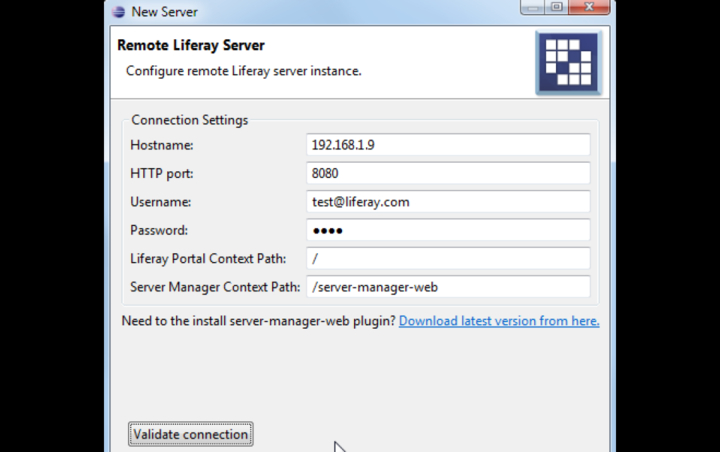 New Server
Remote Liferay Server
Configure remote Liferay server instance.
Connection Settings
Hostname: 192.168.1.9
HTTP port: 8080
Username: test@liferay.com
Password: ●●●●
Liferay Portal Context Path: /
Server Manager Context Path: /server-manager-web
Need to the install server-manager-web plugin? Download latest version from here.
Validate connection